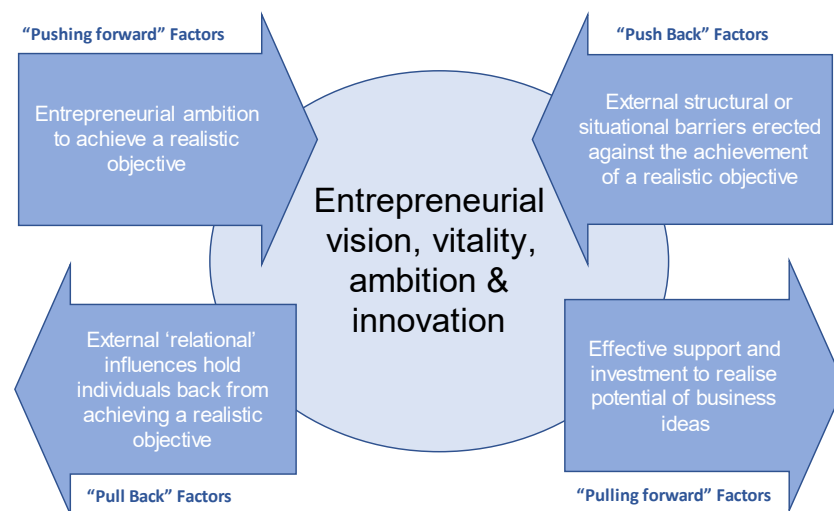 “Pushing forward” Factors
Entrepreneurial ambition
to achieve a realistic
objective
“Push Back” Factors
External structural or
situational barriers erected
against the achievement
of a realistic objective
Entrepreneurial
vision, vitality,
ambition &
innovation
External ‘relational’
influences hold
individuals back from
achieving a realistic
objective
“Pull Back” Factors
Effective support and
investment to realise
potential of business
ideas
“Pulling forward” Factors